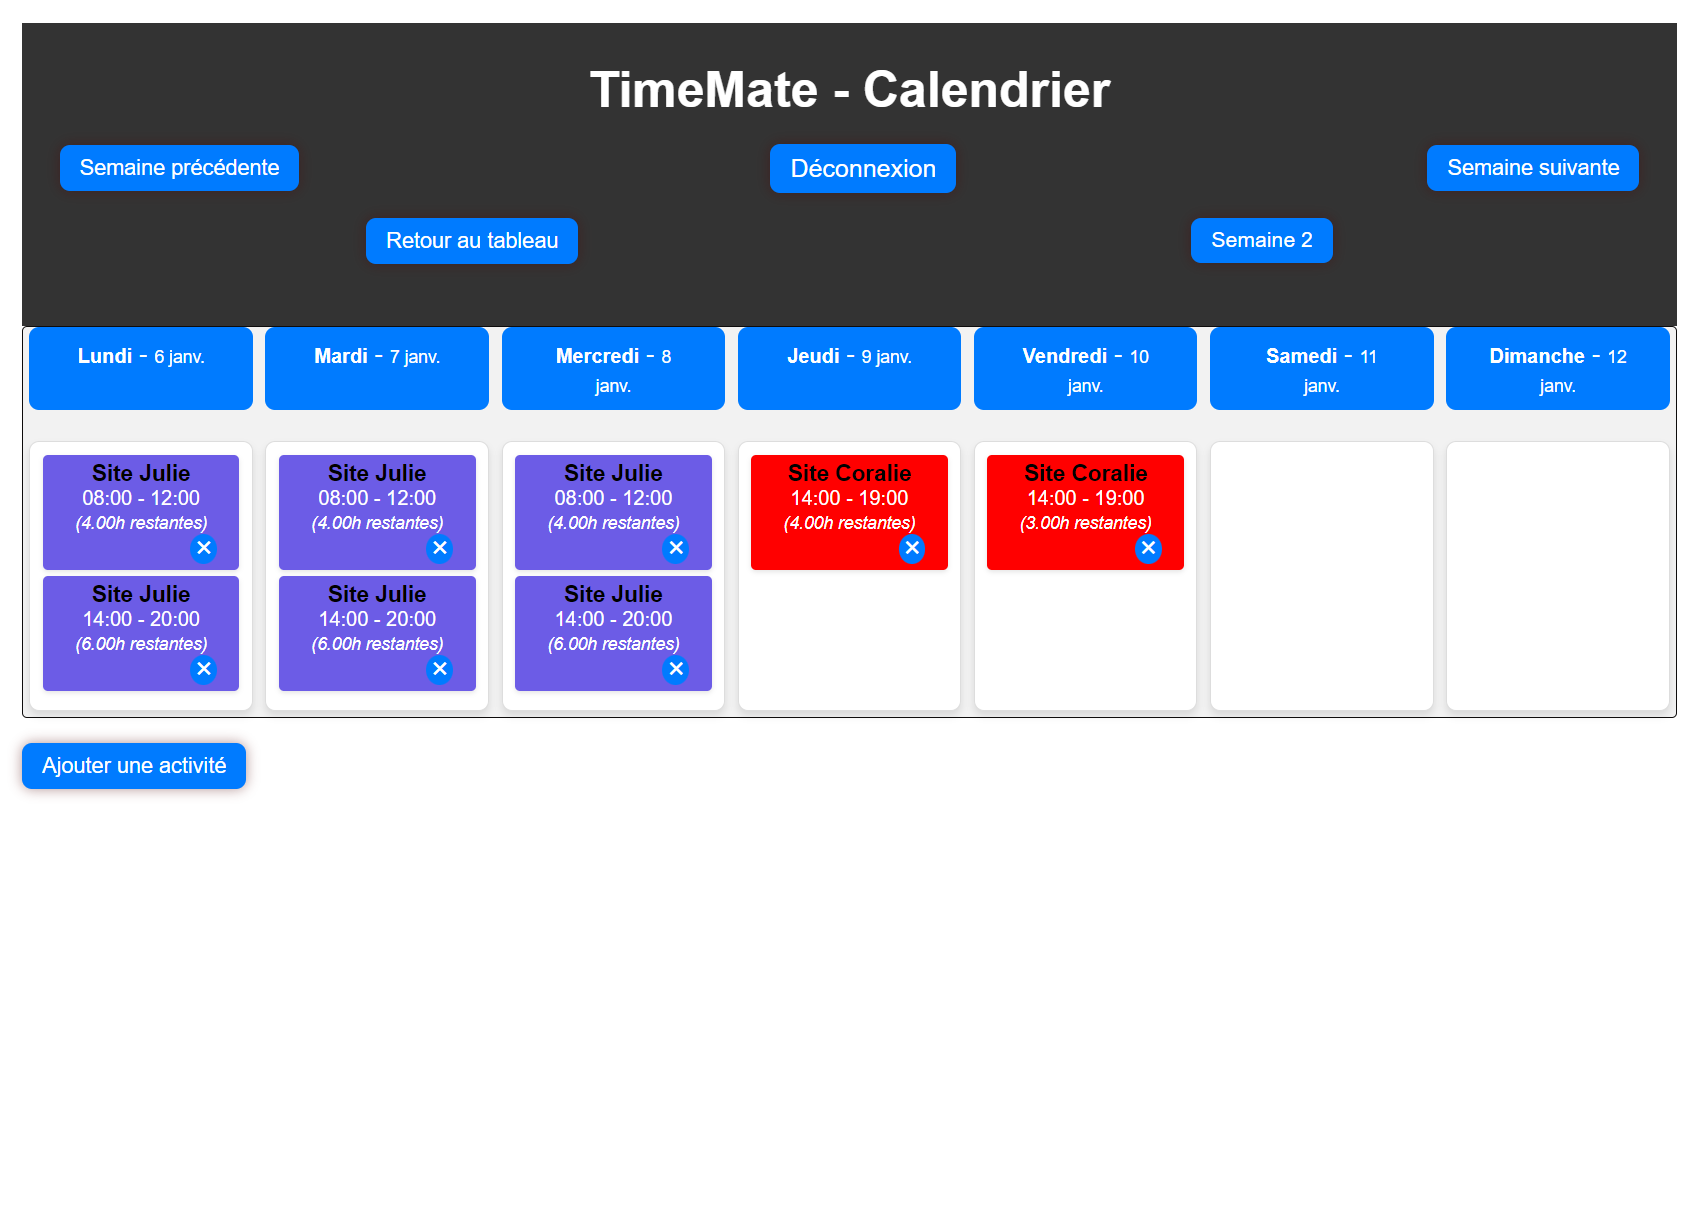 TimeMate - Calendrier
Semaine précédente
Déconnexion
Semaine suivante
Retour au tableau
Semaine 2
Lundi - 6 janv.
Mardi - 7 janv.
Mercredi - 8
janv.
Jeudi - 9 janv.
Vendredi - 10
janv.
Samedi - 11
janv.
Dimanche - 12
janv.
Site Julie
08:00 - 12:00
(4.00h restantes)
×
Site Julie
14:00 - 20:00
(6.00h restantes)
×
Site Julie
08:00 - 12:00
(4.00h restantes)
×
Site Julie
14:00 - 20:00
(6.00h restantes)
×
Site Julie
08:00 - 12:00
(4.00h restantes)
×
Site Julie
14:00 - 20:00
(6.00h restantes)
×
Site Coralie
14:00 - 19:00
(4.00h restantes)
×
Site Coralie
14:00 - 19:00
(3.00h restantes)
×
Ajouter une activité